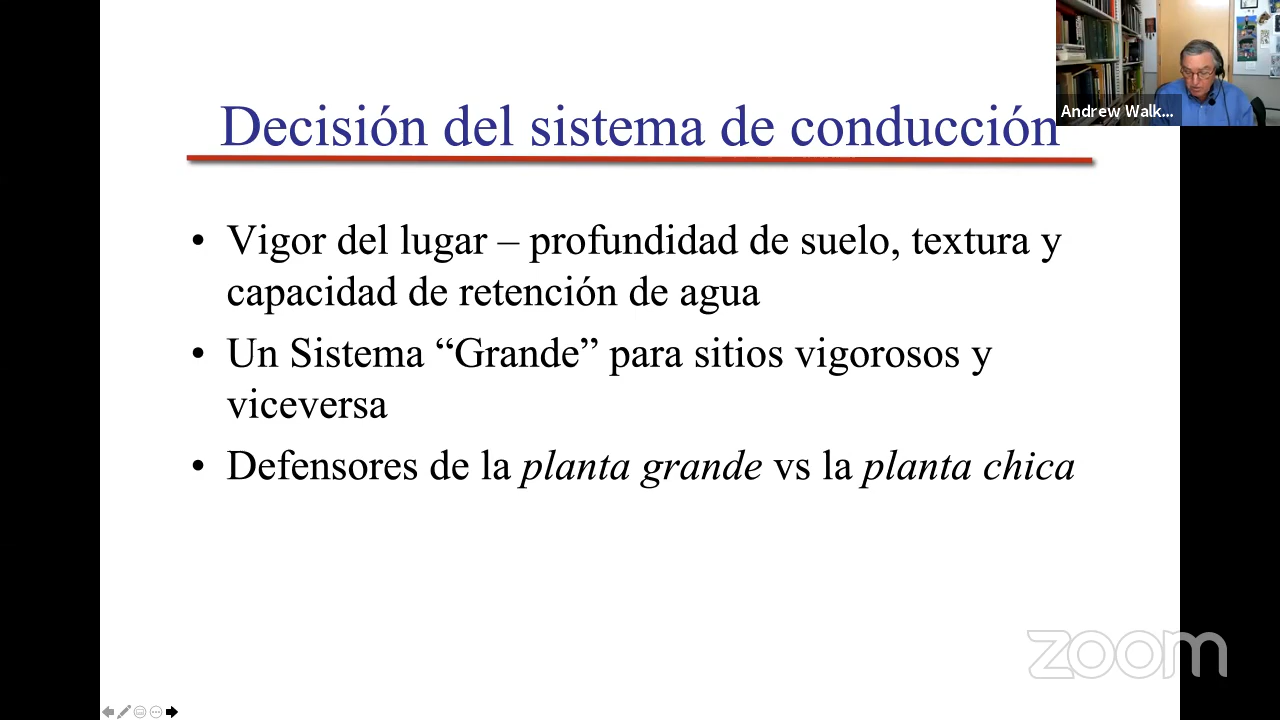 Decisión del sistema de conducción
Andrew Walk...
• Vigor del lugar – profundidad de suelo, textura y
capacidad de retención de agua
• Un Sistema “Grande” para sitios vigorosos y
viceversa
• Defensores de la planta grande vs la planta chica
zoom